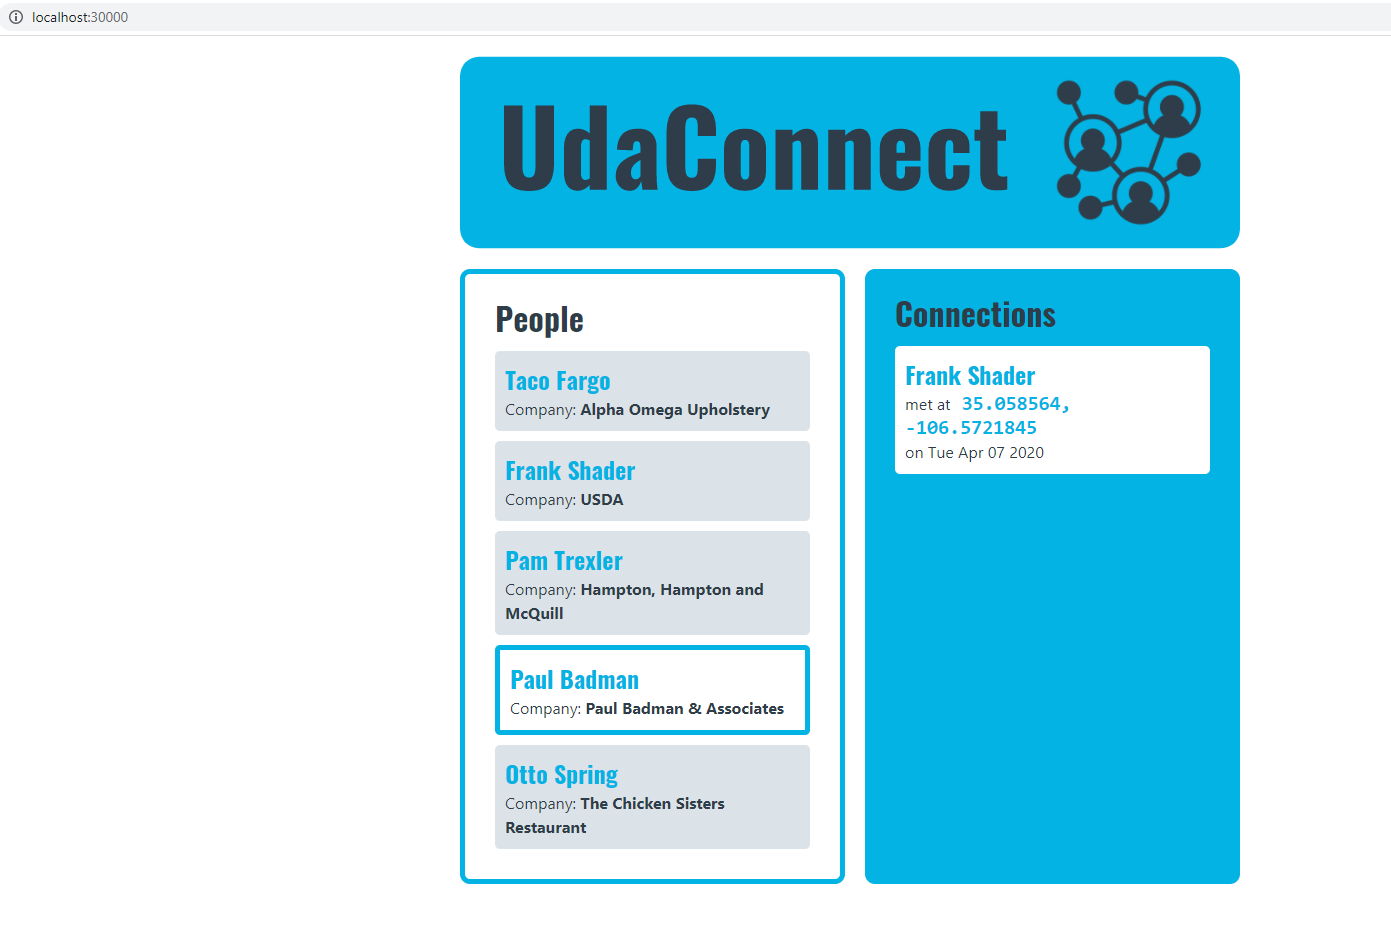 localhost:30000
UdaConnect
People
Taco Fargo
Company: Alpha Omega Upholstery
Frank Shader
Company: USDA
Pam Trexler
Company: Hampton, Hampton and
McQuill
Paul Badman
Company: Paul Badman & Associates
Otto Spring
Company: The Chicken Sisters
Restaurant
Connections
Frank Shader
met at 35.058564,
-106.5721845
on Tue Apr 07 2020